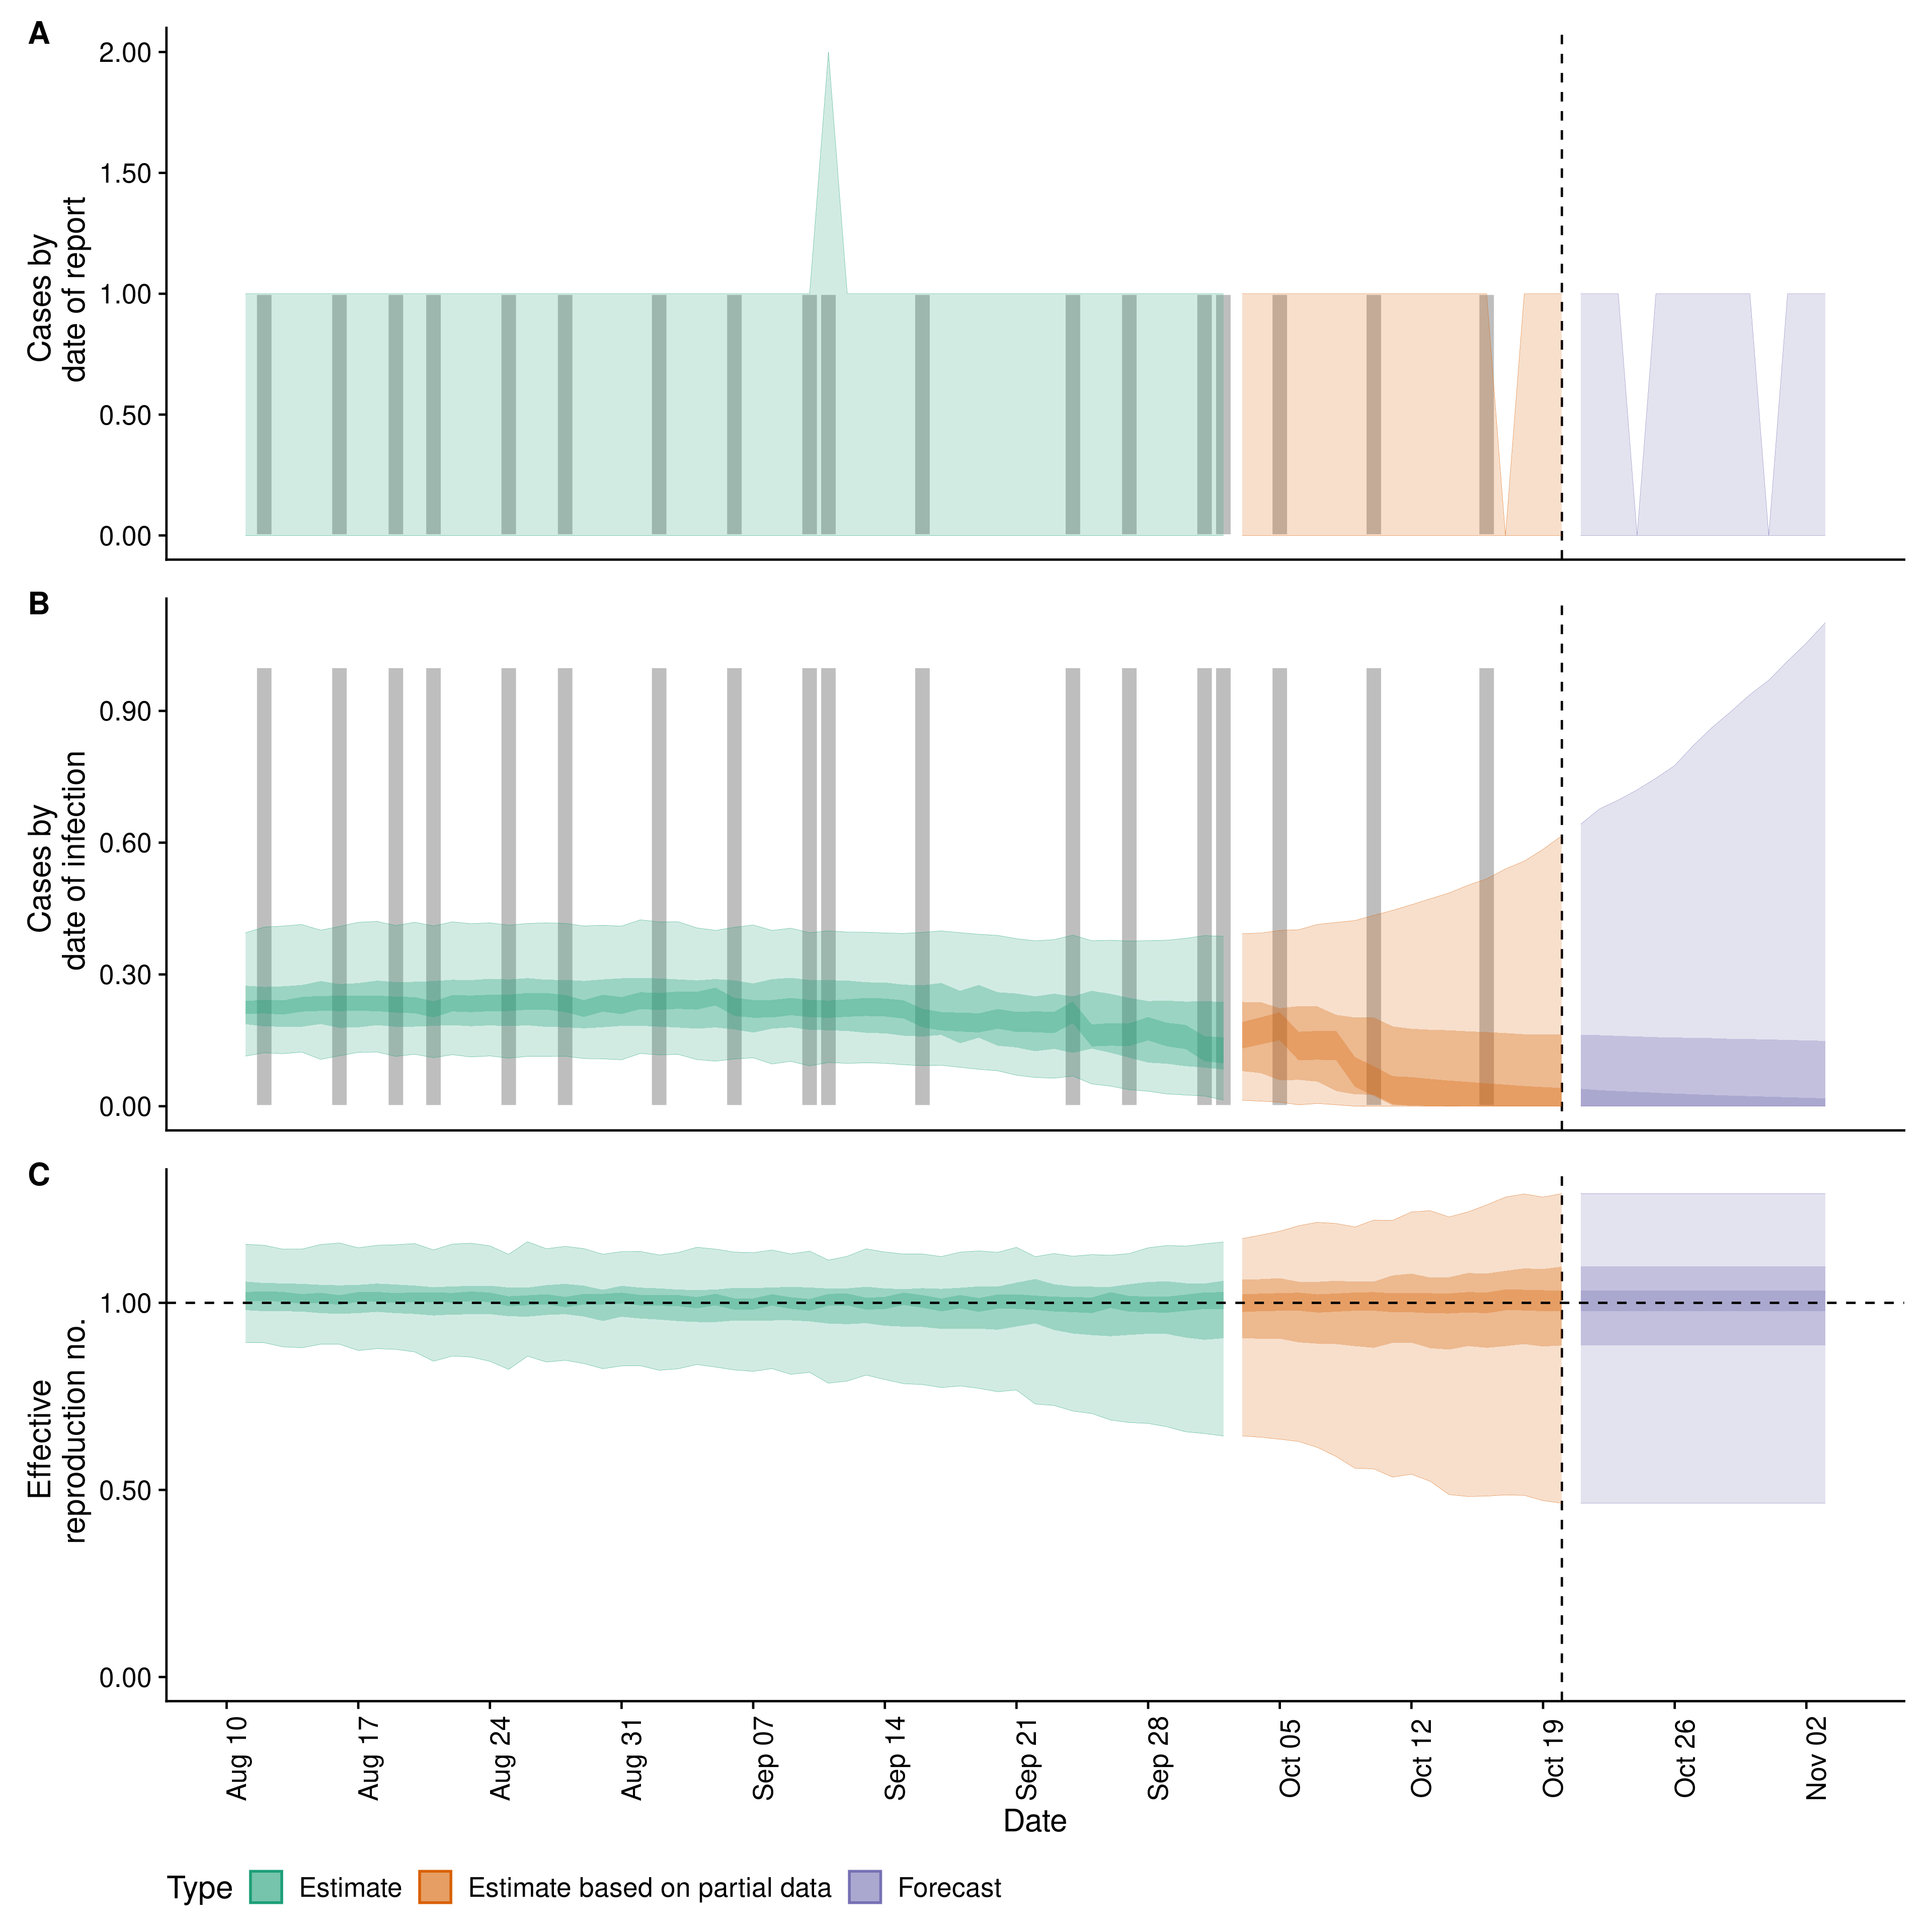 A
2.00
1.50
1.00
0.50
0.00
Cases by
date of report
B
0.90
0.60
0.30
0.00
Cases by
date of infection
C
1.00
0.50
0.00
Effective
reproduction no.
Aug 10
Aug 17
Aug 24
Aug 31
Sep 07
Sep 14
Sep 21
Sep 28
Oct 05
Oct 12
Oct 19
Oct 26
Nov 02
Date
Type Estimate Estimate based on partial data Forecast